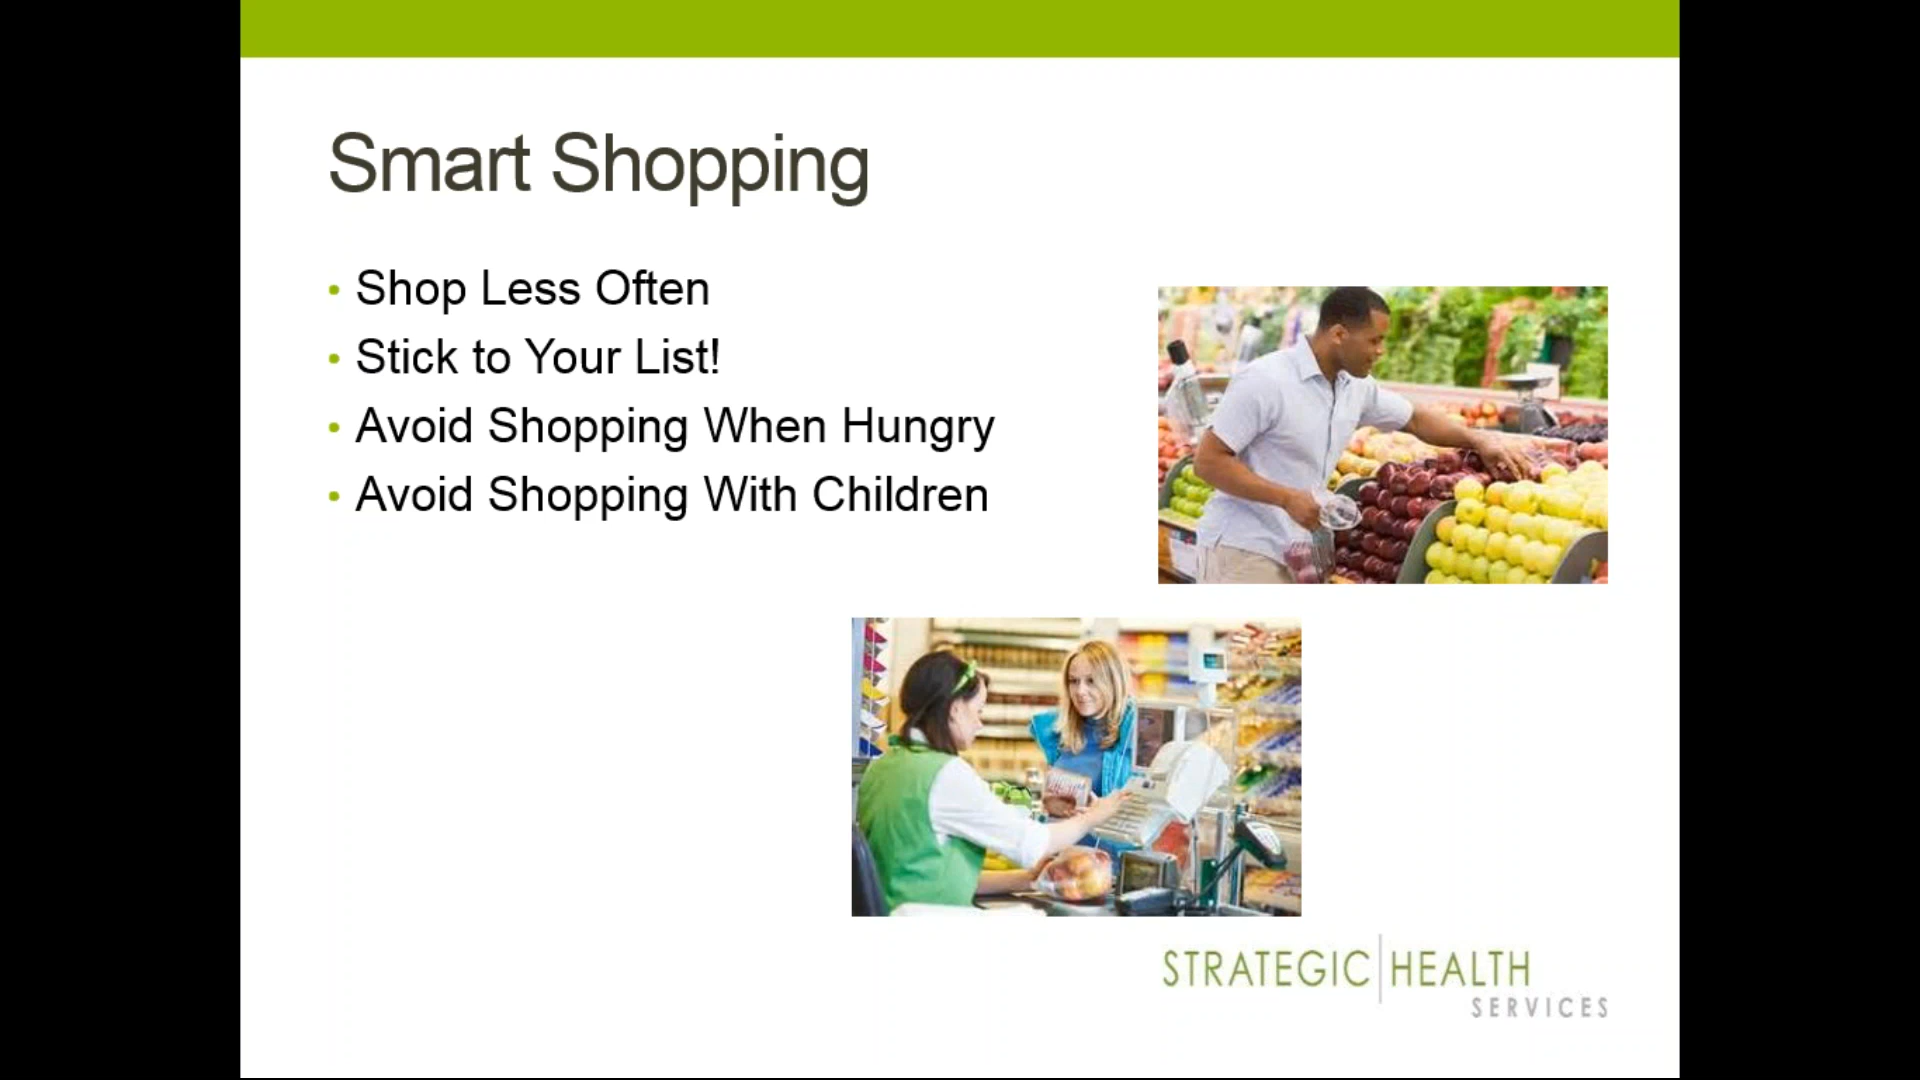 Smart Shopping
• Shop Less Often
• Stick to Your List!
• Avoid Shopping When Hungry
• Avoid Shopping With Children
STRATEGIC HEALTH
SERVICES